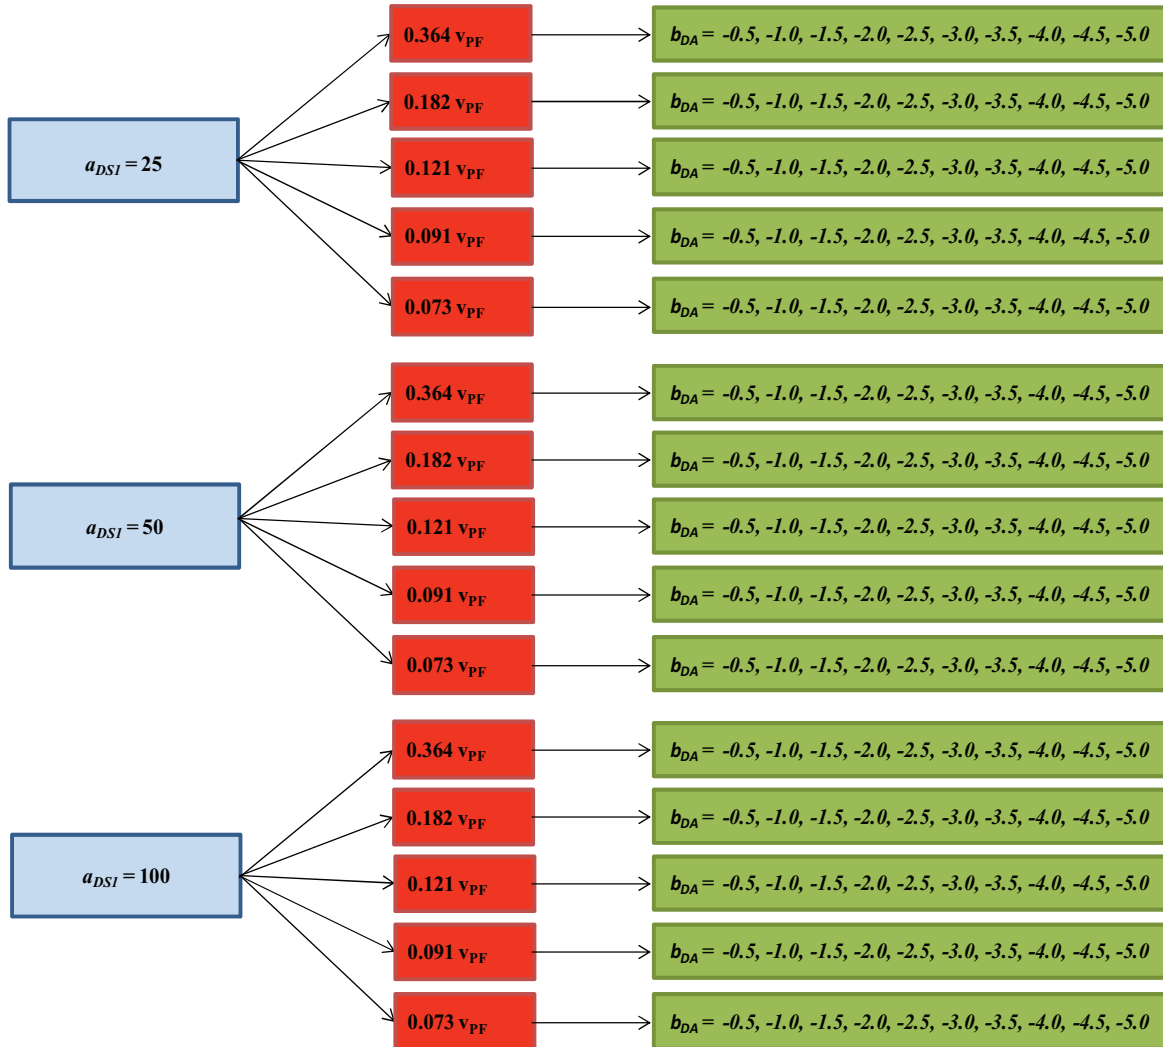 0.364 v_PF
b_DA = -0.5, -1.0, -1.5, -2.0, -2.5, -3.0, -3.5, -4.0, -4.5, -5.0
0.182 v_PF
b_DA = -0.5, -1.0, -1.5, -2.0, -2.5, -3.0, -3.5, -4.0, -4.5, -5.0
a_DSI = 25
0.121 v_PF
b_DA = -0.5, -1.0, -1.5, -2.0, -2.5, -3.0, -3.5, -4.0, -4.5, -5.0
0.091 v_PF
b_DA = -0.5, -1.0, -1.5, -2.0, -2.5, -3.0, -3.5, -4.0, -4.5, -5.0
0.073 v_PF
b_DA = -0.5, -1.0, -1.5, -2.0, -2.5, -3.0, -3.5, -4.0, -4.5, -5.0
0.364 v_PF
b_DA = -0.5, -1.0, -1.5, -2.0, -2.5, -3.0, -3.5, -4.0, -4.5, -5.0
0.182 v_PF
b_DA = -0.5, -1.0, -1.5, -2.0, -2.5, -3.0, -3.5, -4.0, -4.5, -5.0
a_DSI = 50
0.121 v_PF
b_DA = -0.5, -1.0, -1.5, -2.0, -2.5, -3.0, -3.5, -4.0, -4.5, -5.0
0.091 v_PF
b_DA = -0.5, -1.0, -1.5, -2.0, -2.5, -3.0, -3.5, -4.0, -4.5, -5.0
0.073 v_PF
b_DA = -0.5, -1.0, -1.5, -2.0, -2.5, -3.0, -3.5, -4.0, -4.5, -5.0
0.364 v_PF
b_DA = -0.5, -1.0, -1.5, -2.0, -2.5, -3.0, -3.5, -4.0, -4.5, -5.0
0.182 v_PF
b_DA = -0.5, -1.0, -1.5, -2.0, -2.5, -3.0, -3.5, -4.0, -4.5, -5.0
a_DSI = 100
0.121 v_PF
b_DA = -0.5, -1.0, -1.5, -2.0, -2.5, -3.0, -3.5, -4.0, -4.5, -5.0
0.091 v_PF
b_DA = -0.5, -1.0, -1.5, -2.0, -2.5, -3.0, -3.5, -4.0, -4.5, -5.0
0.073 v_PF
b_DA = -0.5, -1.0, -1.5, -2.0, -2.5, -3.0, -3.5, -4.0, -4.5, -5.0